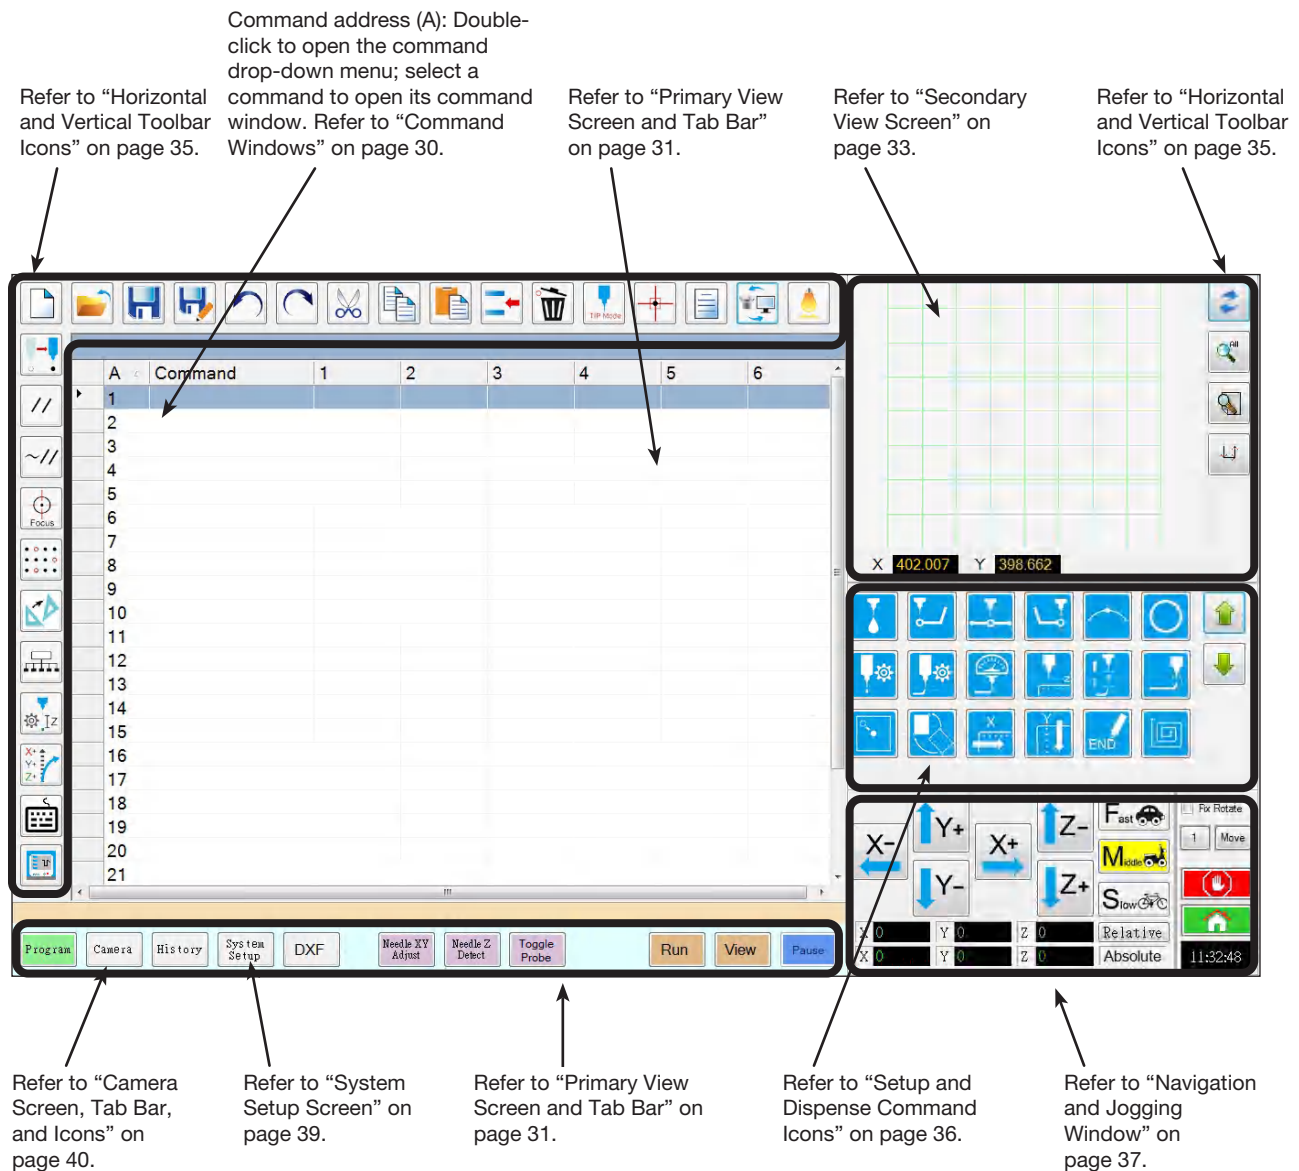 Command address (A): Double-
click to open the command
drop-down menu; select a
command to open its command
window. Refer to “Command
Windows” on page 30.
Refer to “Horizontal
and Vertical Toolbar
Icons” on page 35.
Refer to “Primary View
Screen and Tab Bar”
on page 31.
Refer to “Secondary
View Screen” on
page 33.
Refer to “Horizontal
and Vertical Toolbar
Icons” on page 35.
TIP Mode
All
A Command 1 2 3 4 5 6
1
2
3
4
5
6
7
8
9
10
11
12
13
14
15
16
17
18
19
20
21
Focus
Z
X+
Y+
Z+
X 402.007 Y 398.662
Z
X
Y
END
X-
Y+
X+
Z-
Y-
Z+
Fast
Middle
Slow
Fix Rotate
1 Move
X 0 Y 0 Z 0 Relative
X 0 Y 0 Z 0 Absolute 11:32:48
Program Camera History System Setup DXF Needle XY Adjust Needle Z Detect Toggle Probe Run View Pause
Refer to “Camera
Screen, Tab Bar,
and Icons” on
page 40.
Refer to “System
Setup Screen” on
page 39.
Refer to “Primary View
Screen and Tab Bar” on
page 31.
Refer to “Setup and
Dispense Command
Icons” on page 36.
Refer to “Navigation
and Jogging
Window” on
page 37.